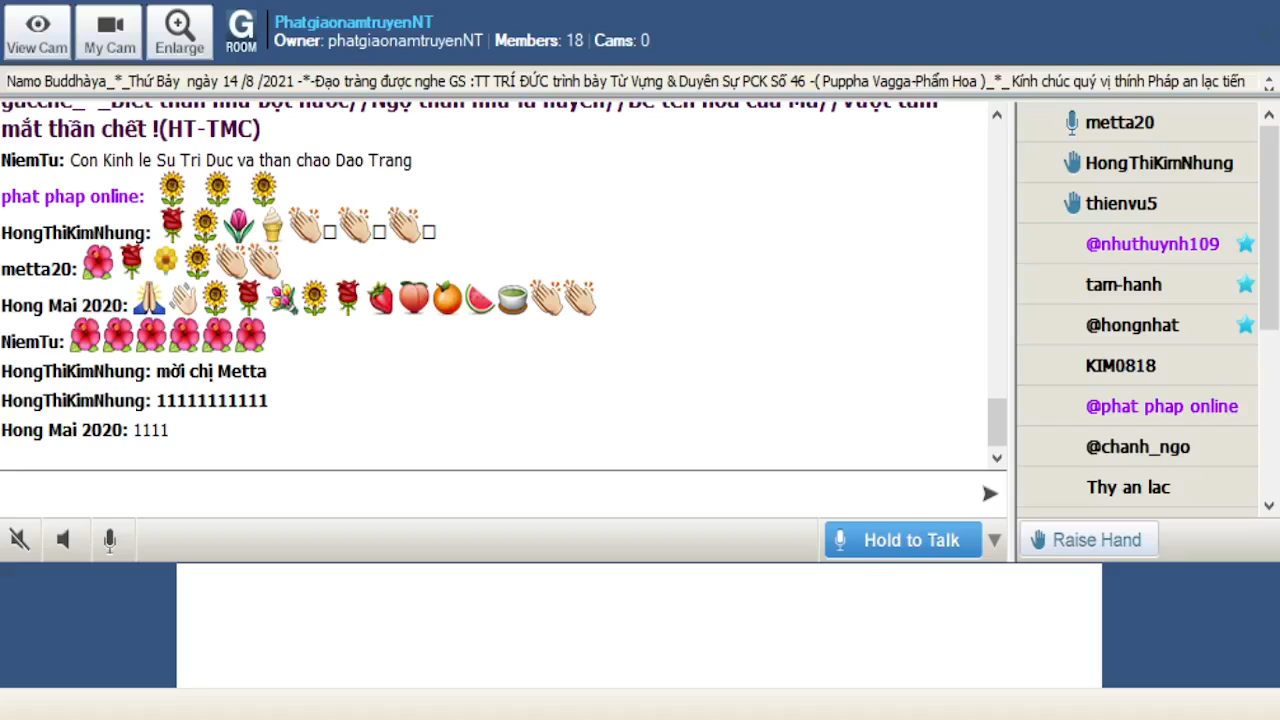 View Cam
My Cam
Enlarge
G
ROOM
PhatgiaonamtruyenNT
Owner: phatgiaonamtruyenNT | Members: 18 | Cams: 0
Namo Buddhàya_*_Thứ Bảy ngày 14 /8 /2021 -*-Đạo tràng được nghe GS :TT TRÍ ĐỨC trình bày Từ Vựng & Duyên Sự PCK Số 46 -( Puppha Vagga-Phẩm Hoa )_*_ Kính chúc quý vị thính Pháp an lạc tiến
mắt thần chết !(HT-TMC)
NiemTu: Con Kinh le Su Tri Duc va than chao Dao Trang
phat phap online:
HongThiKimNhung:
metta20:
Hong Mai 2020:
NiemTu:
HongThiKimNhung: mời chị Metta
HongThiKimNhung: 11111111111
Hong Mai 2020: 1111
metta20
HongThiKimNhung
thienvu5
@nhuthuynh109
tam-hanh
@hongnhat
KIM0818
@phat phap online
@chanh_ngo
Thy an lac
Hold to Talk
Raise Hand